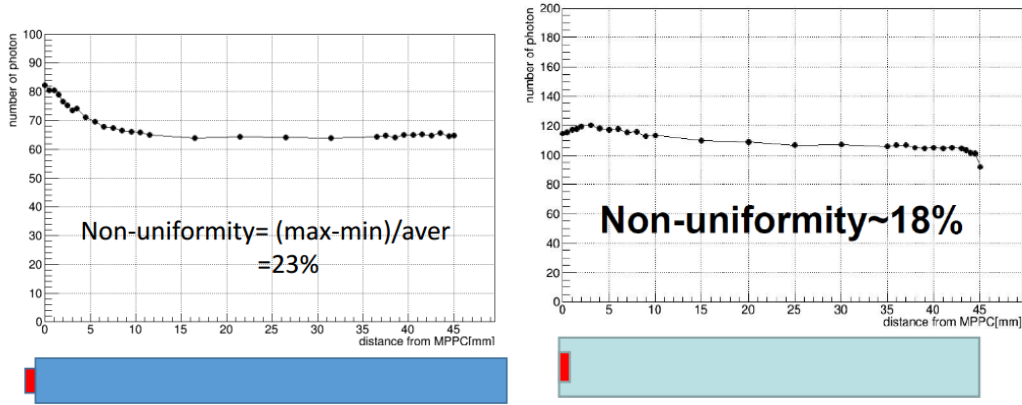 number of photon
100
90
80
70
60
50
40
30
20
10
0
0 5 10 15 20 25 30 35 40 45
distance from MPPC[mm]
Non-uniformity= (max-min)/aver
=23%
number of photon
200
180
160
140
120
100
80
60
40
20
0
0 5 10 15 20 25 30 35 40 45
distance from MPPC[mm]
Non-uniformity~18%